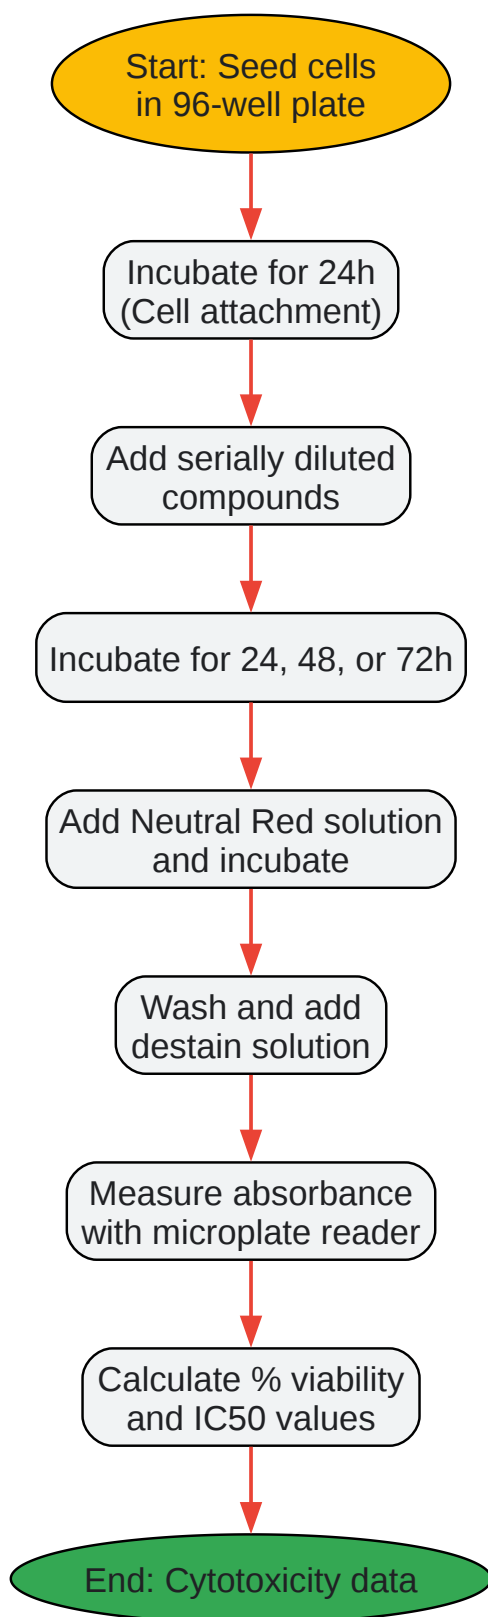 Start: Seed cells
in 96-well plate
Incubate for 24h
(Cell attachment)
Add serially diluted
compounds
Incubate for 24, 48, or 72h
Add Neutral Red solution
and incubate
Wash and add
destain solution
Measure absorbance
with microplate reader
Calculate % viability
and IC50 values
End: Cytotoxicity data